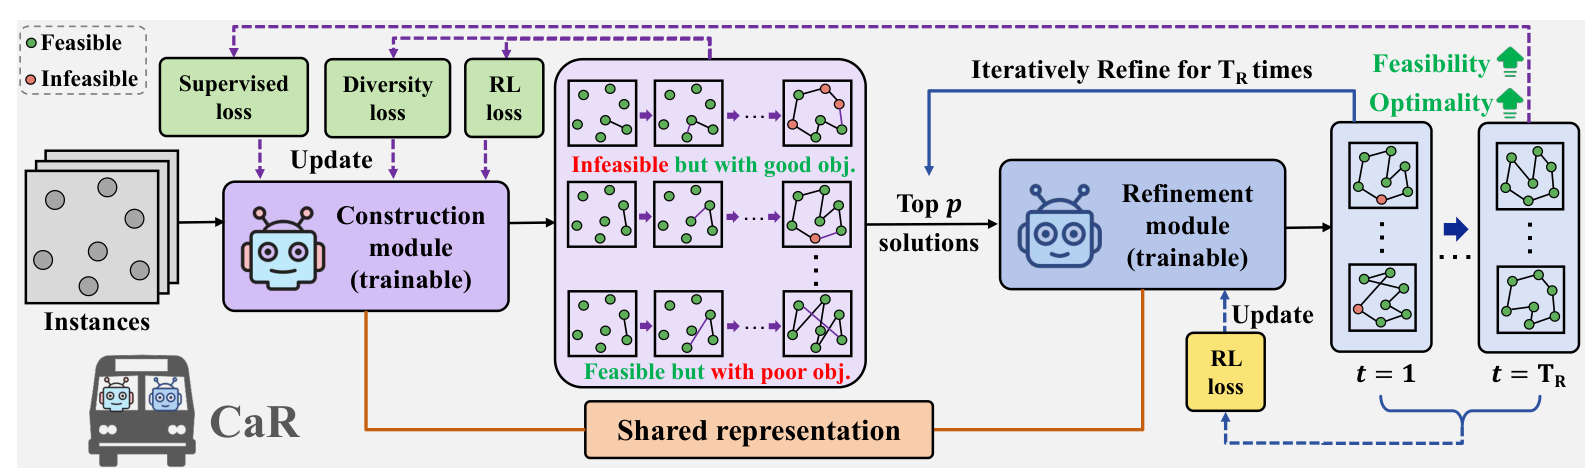 Feasible
Infeasible
Supervised
loss
Diversity
loss
RL
loss
Update
Instances
Construction
module
(trainable)
Infeasible but with good obj.
Feasible but with poor obj.
Top p
solutions
Iteratively Refine for T_R times
Refinement
module
(trainable)
Feasibility
Optimality
t = 1
t = T_R
Update
RL
loss
Shared representation
CaR